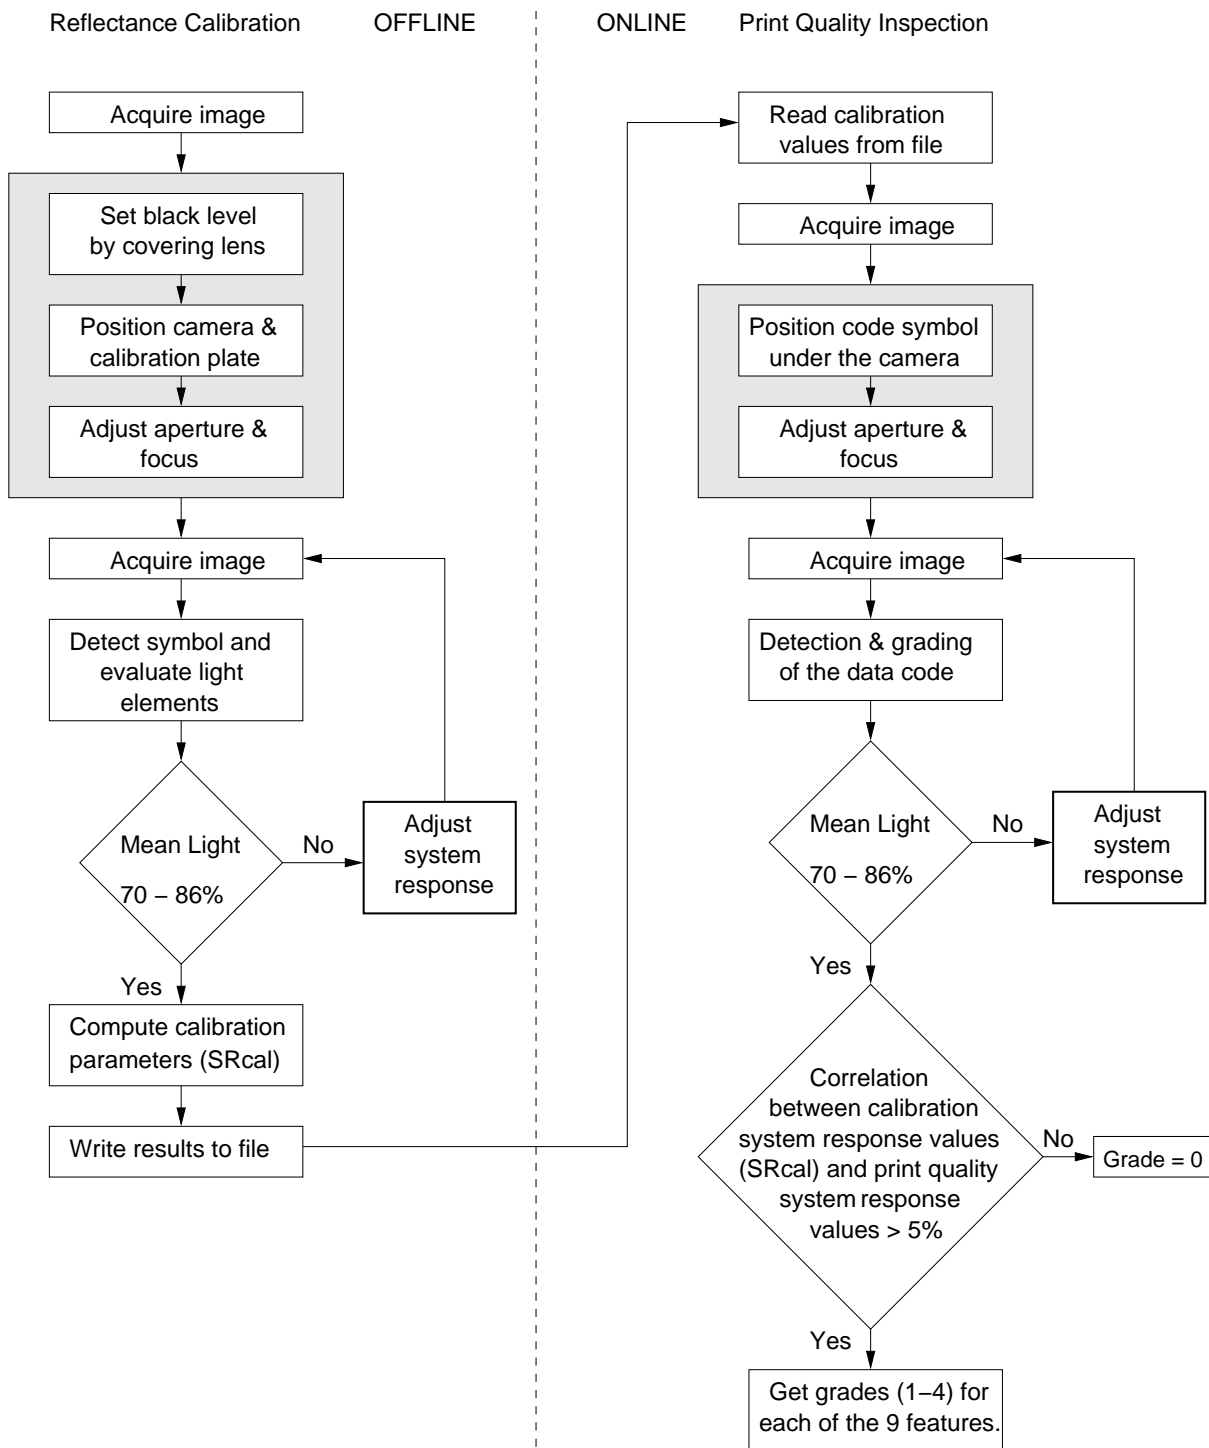 Reflectance Calibration OFFLINE
ONLINE Print Quality Inspection
Acquire image
Set black level
by covering lens
Position camera &
calibration plate
Adjust aperture &
focus
Acquire image
Detect symbol and
evaluate light
elements
Mean Light
70 – 86%
No
Adjust
system
response
Yes
Compute calibration
parameters (SRcal)
Write results to file
Read calibration
values from file
Acquire image
Position code symbol
under the camera
Adjust aperture &
focus
Acquire image
Detection & grading
of the data code
Mean Light
70 – 86%
No
Adjust
system
response
Yes
Correlation
between calibration
system response values
(SRcal) and print quality
system response
values > 5%
No
Grade = 0
Yes
Get grades (1–4) for
each of the 9 features.